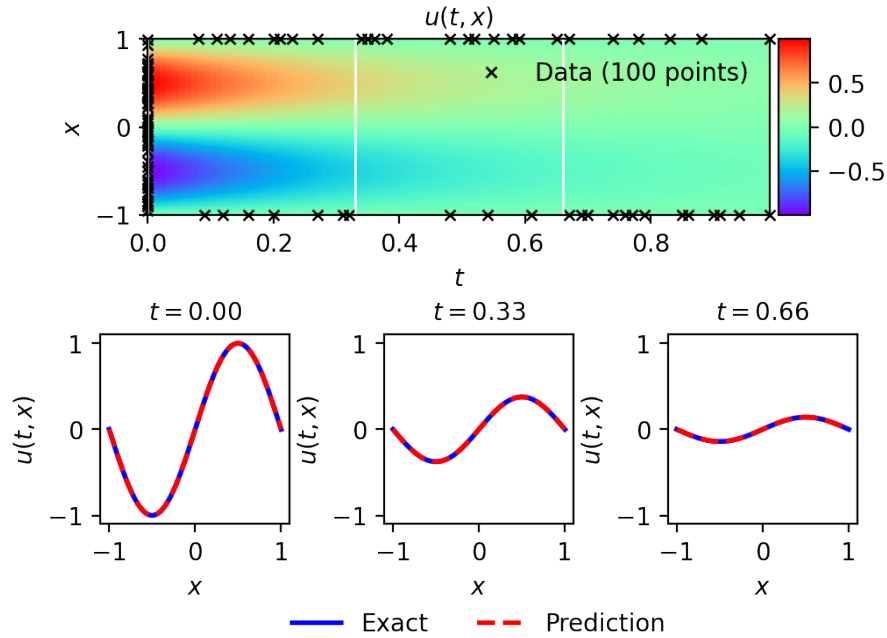 u(t, x)
1
0
−1
x
Data (100 points)
0.5
0.0
−0.5
0.0 0.2 0.4 0.6 0.8
t
t = 0.00 t = 0.33 t = 0.66
1 1 1
0 0 0
−1 −1 −1
u(t, x) u(t, x) u(t, x)
−1 0 1 −1 0 1 −1 0 1
x x x
Exact Prediction